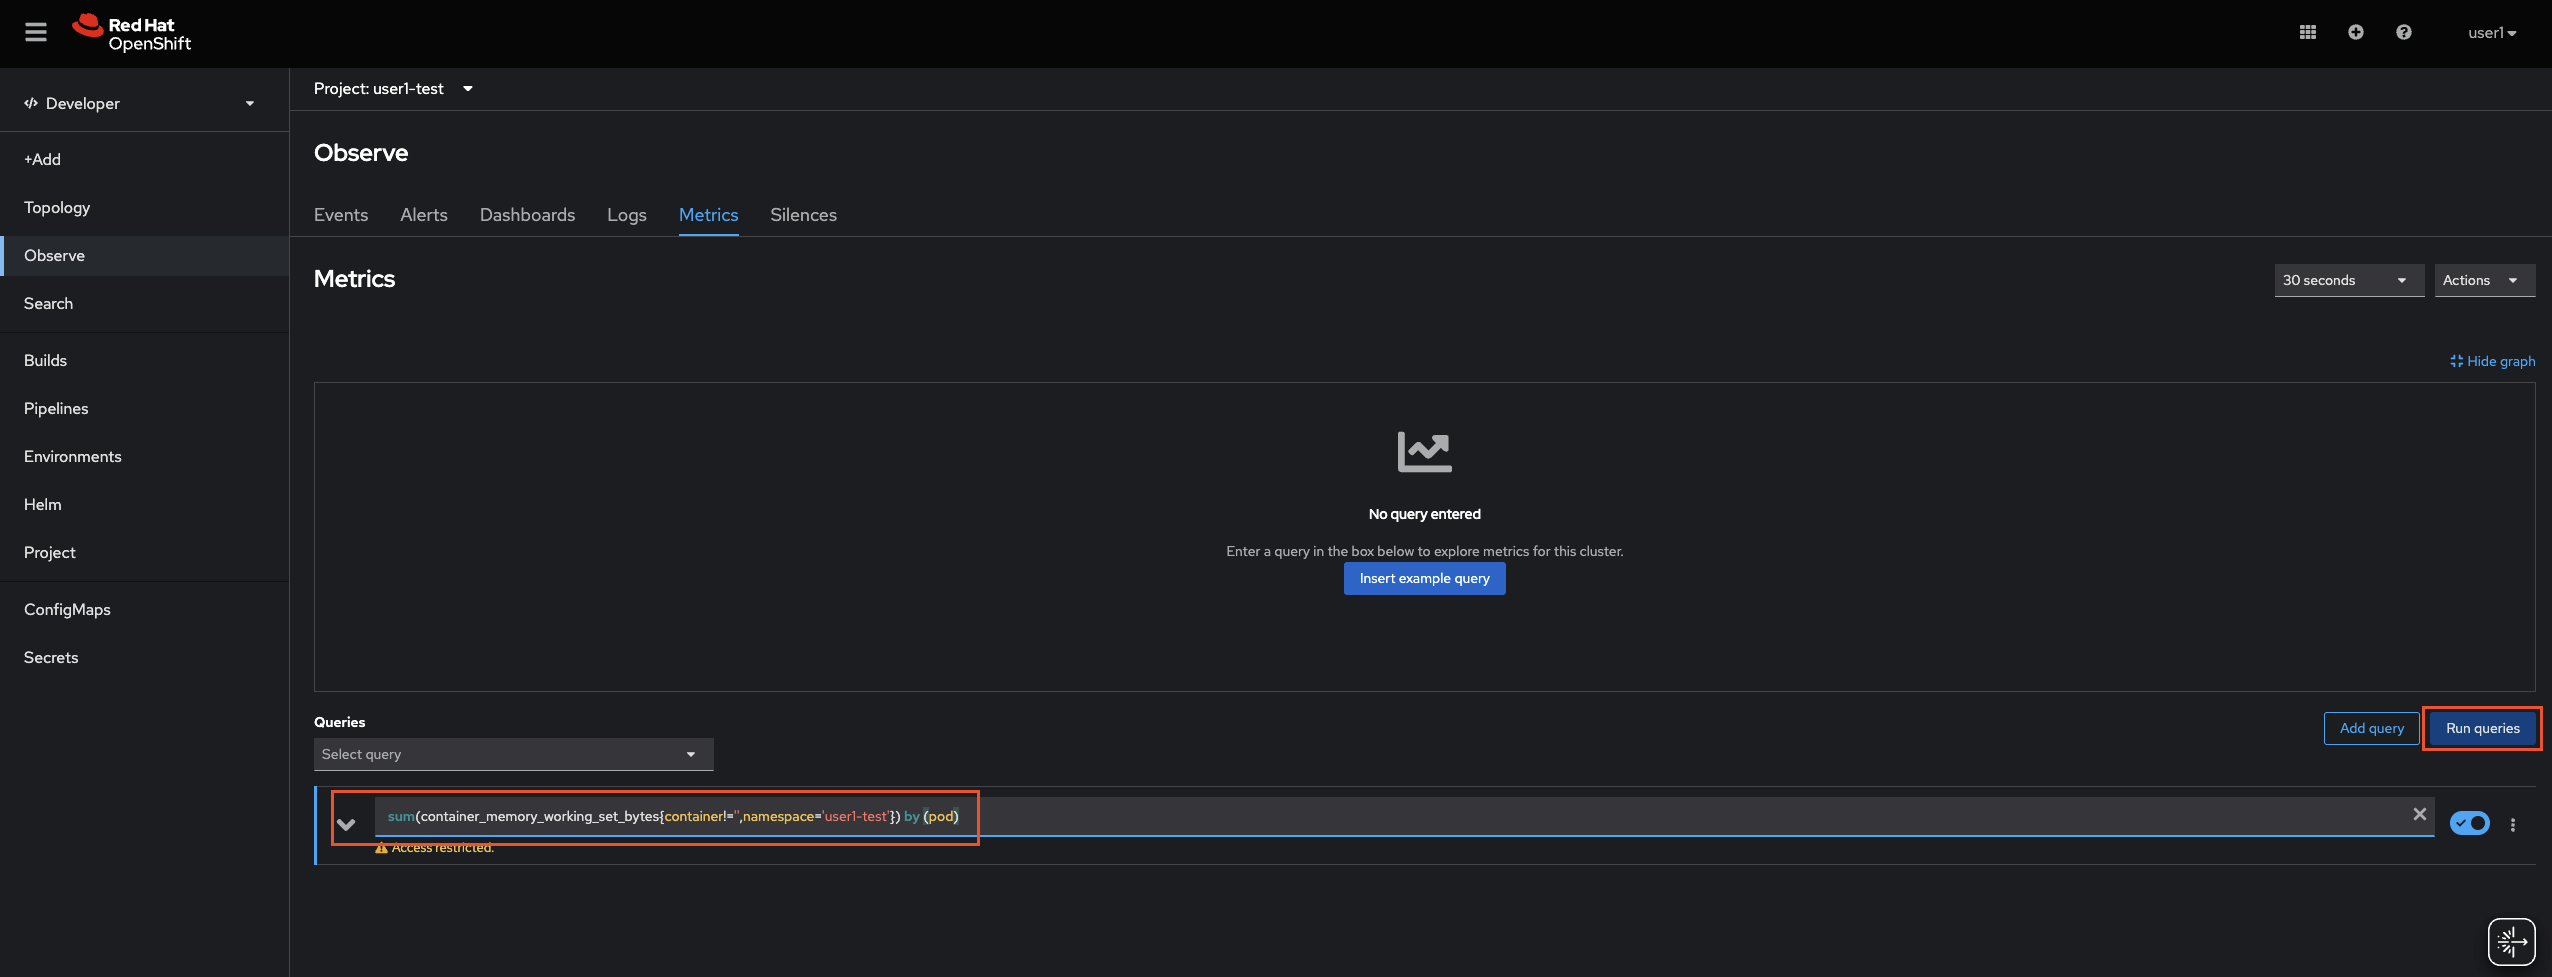 Red Hat
OpenShift
user1
Developer
+Add
Topology
Observe
Search
Builds
Pipelines
Environments
Helm
Project
ConfigMaps
Secrets
Project: user1-test
Observe
Events
Alerts
Dashboards
Logs
Metrics
Silences
Metrics
30 seconds
Actions
Hide graph
No query entered
Enter a query in the box below to explore metrics for this cluster.
Insert example query
Queries
Select query
Add query
Run queries
sum(container_memory_working_set_bytes{container!='',namespace='user1-test'}) by (pod)
Access restricted.